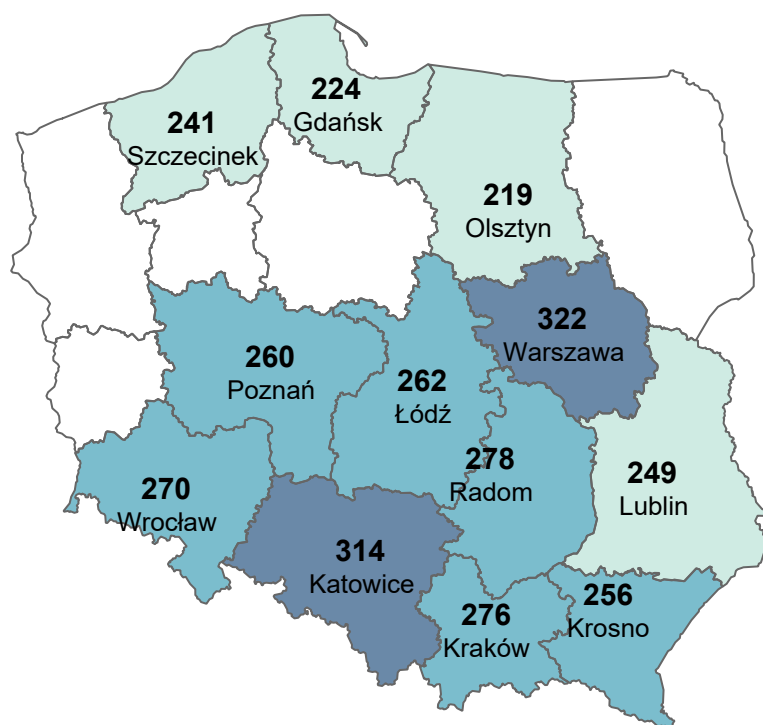 224
Gdańsk
241
Szczecinek
219
Olsztyn
322
Warszawa
260
Poznań
262
Łódź
278
Radom
249
Lublin
270
Wrocław
314
Katowice
276
Kraków
256
Krosno